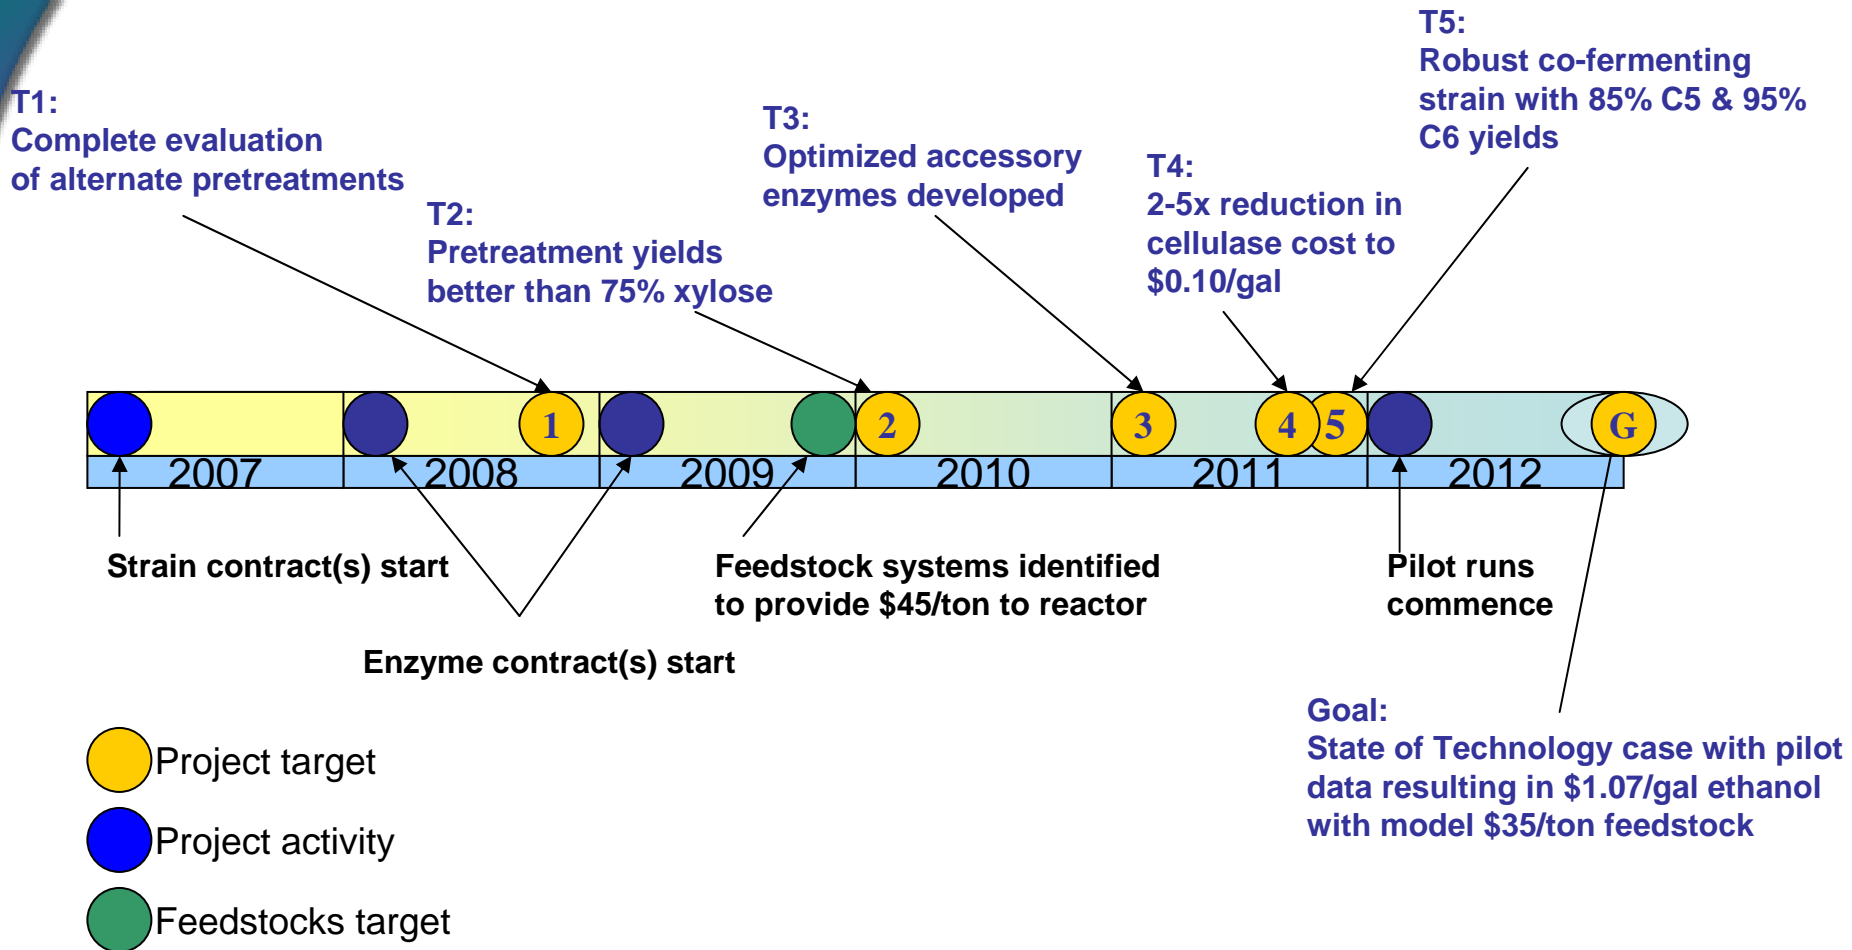 T5:
Robust co-fermenting
strain with 85% C5 & 95%
C6 yields
T1:
Complete evaluation
of alternate pretreatments
T3:
Optimized accessory
enzymes developed
T4:
2-5x reduction in
cellulase cost to
$0.10/gal
T2:
Pretreatment yields
better than 75% xylose
1
2
3
4
5
G
2007
2008
2009
2010
2011
2012
Strain contract(s) start
Feedstock systems identified
to provide $45/ton to reactor
Pilot runs
commence
Enzyme contract(s) start
Goal:
State of Technology case with pilot
data resulting in $1.07/gal ethanol
with model $35/ton feedstock
Project target
Project activity
Feedstocks target